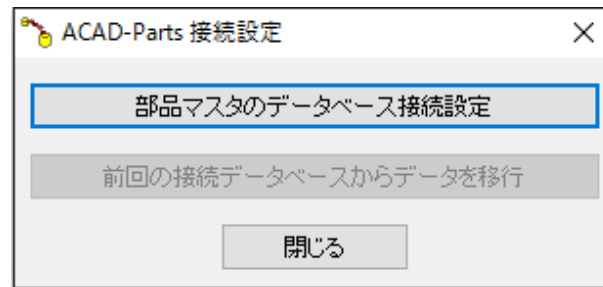 ACAD-Parts 接続設定
部品マスタのデータベース接続設定
前回の接続データベースからデータを移行
閉じる